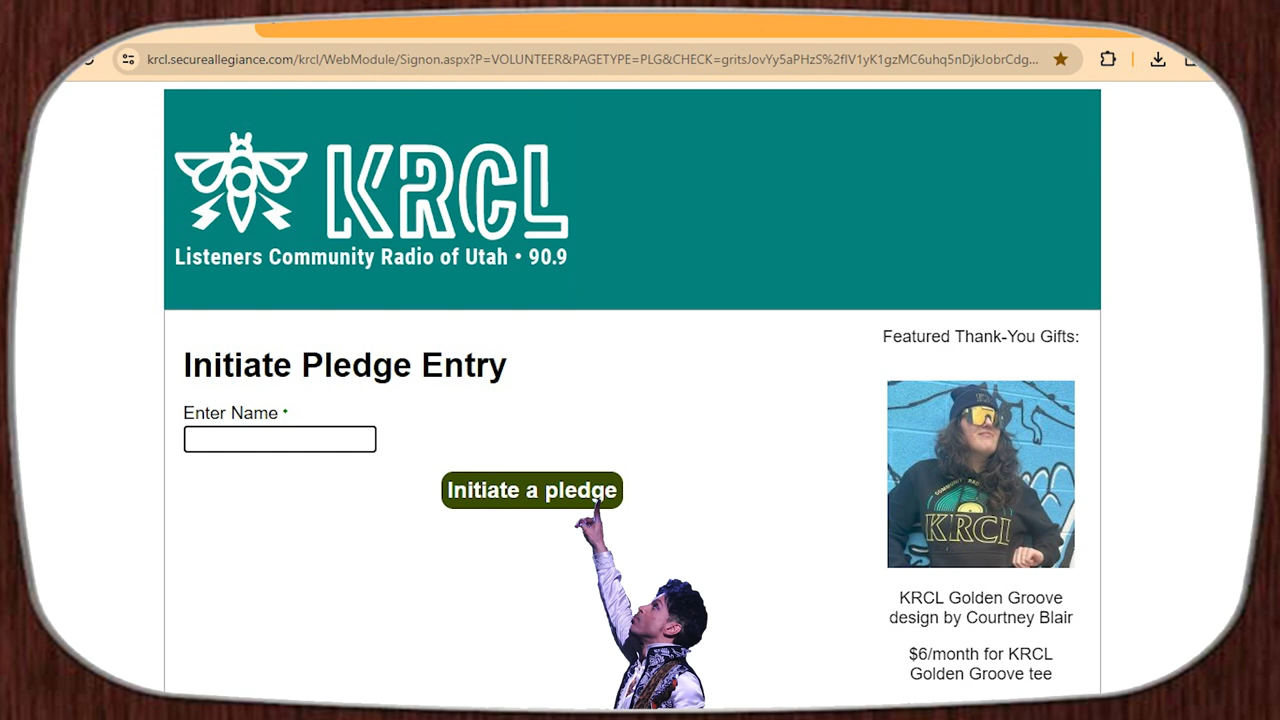 krcl.secureallegiance.com/krcl/WebModule/Signon.aspx?P=VOLUNTEER&PAGETYPE=PLG&CHECK=gritsJovYy5aPHzS%2fIV1yK1gzMC6uhq5nDjkJobrCdg...
KRCL
Listeners Community Radio of Utah • 90.9
Initiate Pledge Entry
Enter Name •
Initiate a pledge
Featured Thank-You Gifts:
COMMUNITY
KRCL
KRCL Golden Groove
design by Courtney Blair
$6/month for KRCL
Golden Groove tee